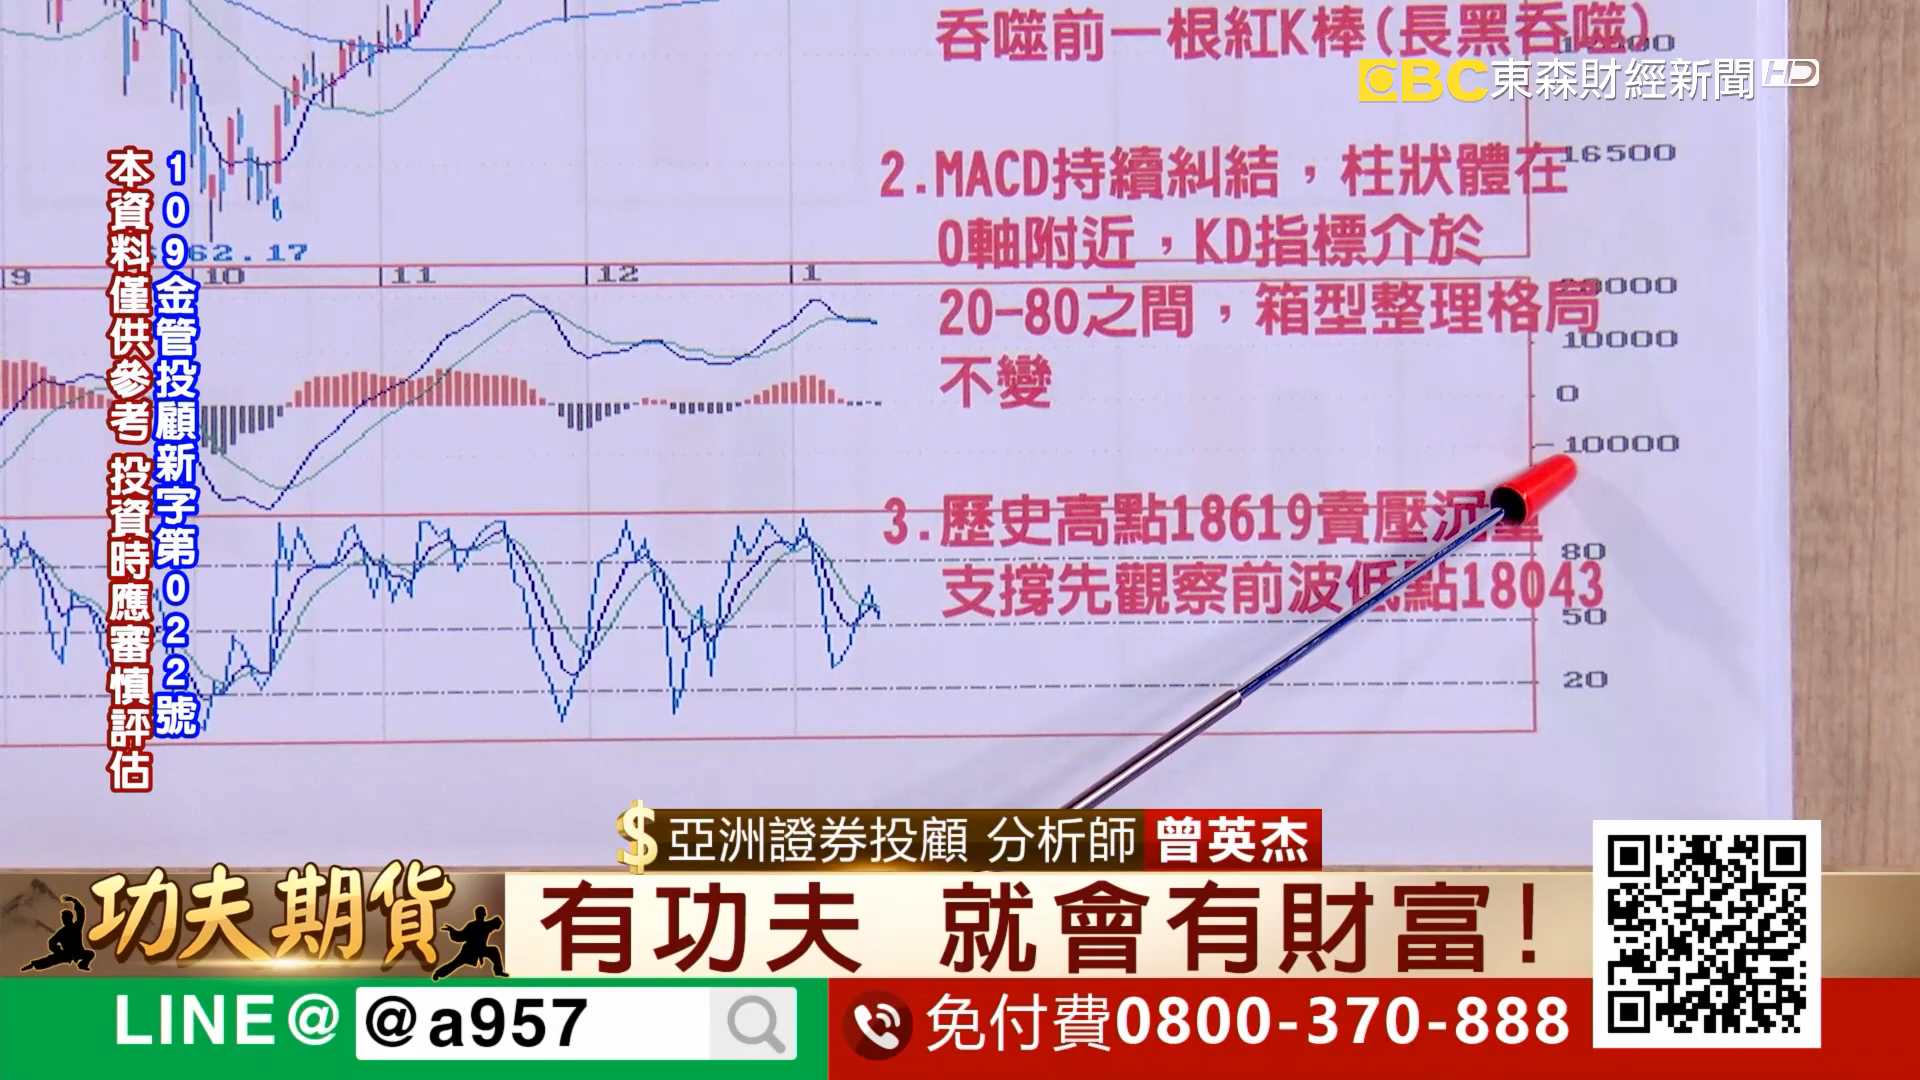 吞噬前一根紅K棒(長黑吞噬)
EBC東森財經新聞HD
2.MACD持續糾結，柱狀體在
0軸附近，KD指標介於
20-80之間，箱型整理格局
不變
3.歷史高點18619賣壓沉重
支撐先觀察前波低點18043
16500
10000
0
-10000
80
50
20
62.17
9
10
11
12
1
109金管投顧新字第022號
本資料僅供參考 投資時應審慎評估
$亞洲證券投顧 分析師 曾英杰
功夫期貨
有功夫 就會有財富!
LINE@ @a957
免付費0800-370-888